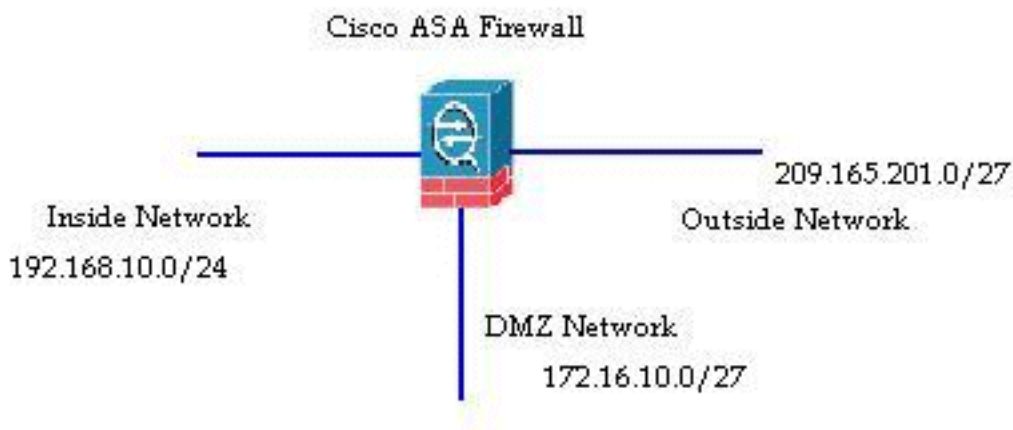 Cisco ASA Firewall
209.165.201.0/27
Inside Network
Outside Network
192.168.10.0/24
DMZ Network
172.16.10.0/27